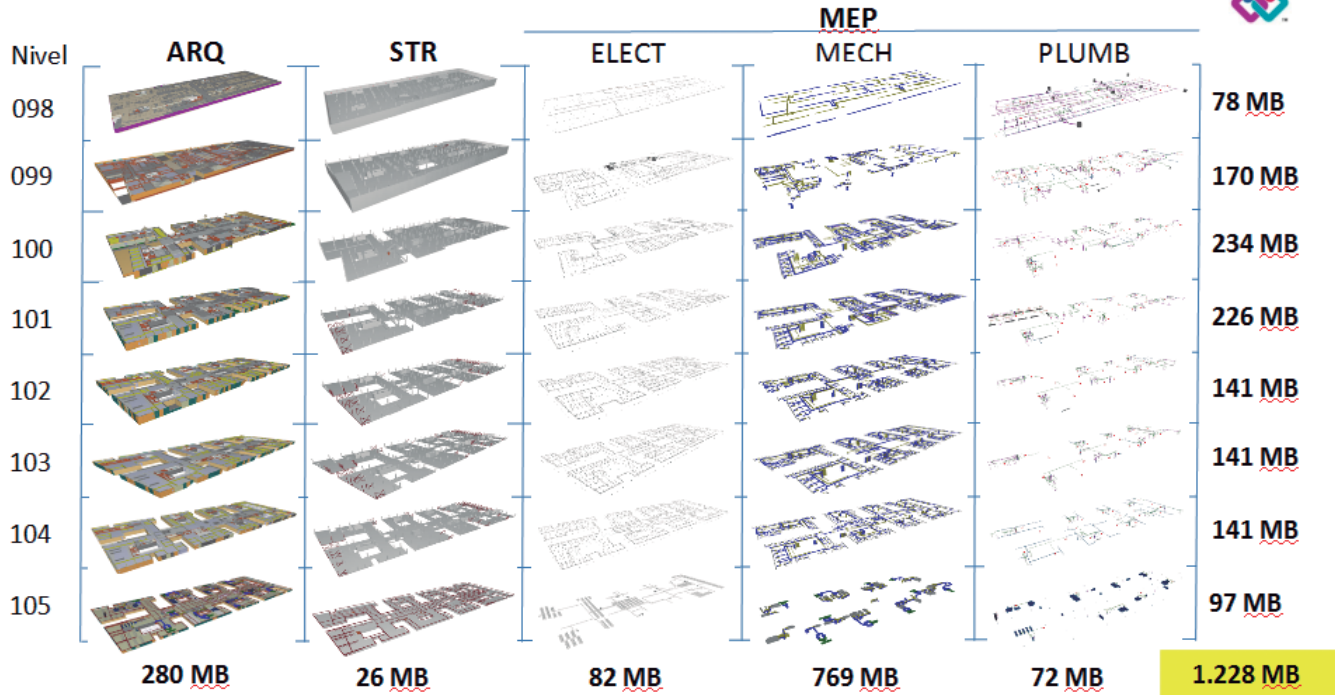 MEP
Nivel ARQ STR ELECT MECH PLUMB
098 78 MB
099 170 MB
100 234 MB
101 226 MB
102 141 MB
103 141 MB
104 141 MB
105 97 MB
280 MB 26 MB 82 MB 769 MB 72 MB 1.228 MB